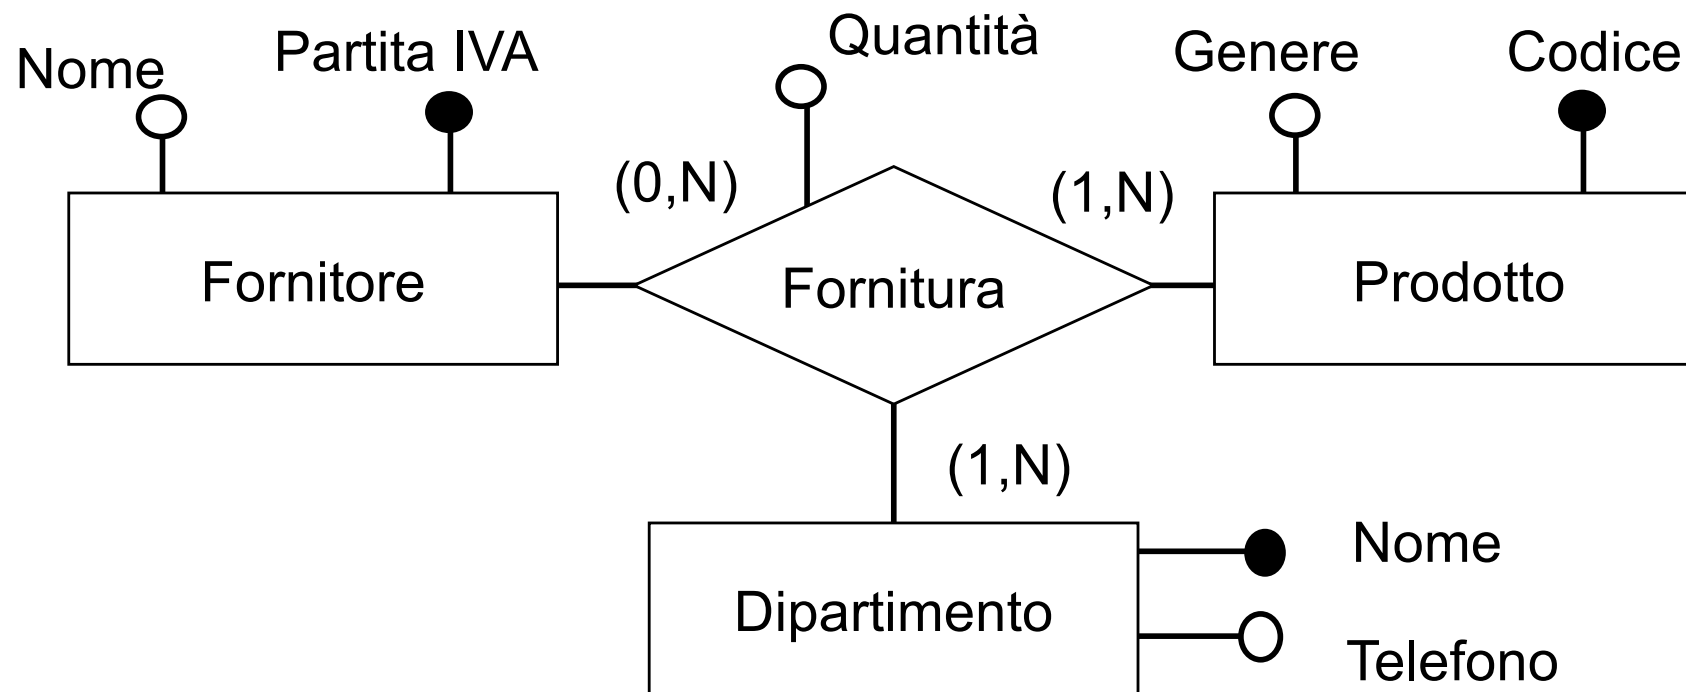 Nome
Partita IVA
Quantità
Genere
Codice
(0,N)
(1,N)
Fornitore
Fornitura
Prodotto
(1,N)
Nome
Dipartimento
Telefono